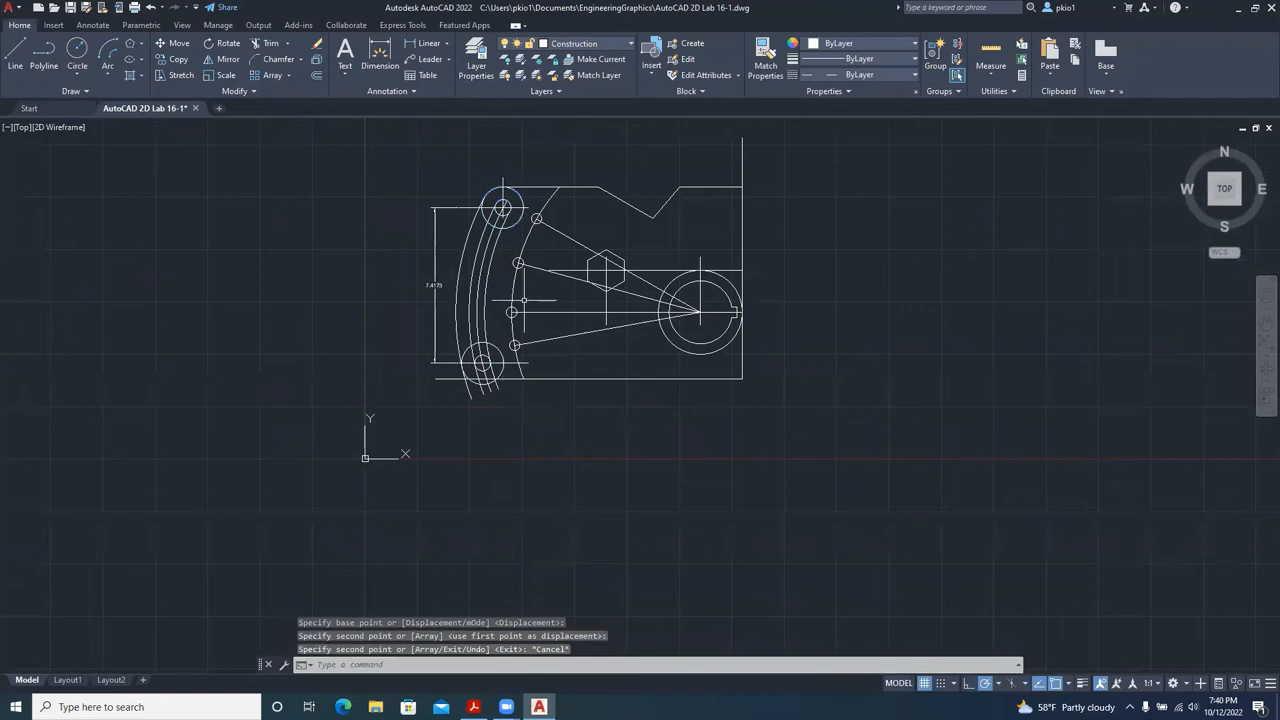 A Share Autodesk AutoCAD 2022 C:\Users\pkio1\Documents\EngineeringGraphics\AutoCAD 2D Lab 16-1.dwg Type a keyword or phrase pkio1
Home Insert Annotate Parametric View Manage Output Add-ins Collaborate Express Tools Featured Apps
Line Polyline Circle Arc
Move Rotate Trim
Copy Mirror Chamfer
Stretch Scale Array
Text Dimension
Linear
Leader
Table
Layer Properties
Construction
Make Current
Match Layer
Insert
Create
Edit
Edit Attributes
Match Properties
ByLayer
ByLayer
ByLayer
Group Measure Paste Base
Draw Modify Annotation Layers Block Properties Groups Utilities Clipboard View
Start AutoCAD 2D Lab 16-1* × +
[−][Top][2D Wireframe]
N
W TOP E
S
WCS
7.4173
Y
X
Specify base point or [Displacement/mOde] <Displacement>:
Specify second point or [Array] <use first point as displacement>:
Specify second point or [Array/Exit/Undo] <Exit>: *Cancel*
Type a command
Model Layout1 Layout2 + MODEL 1:1
Type here to search
58°F Partly cloudy
7:40 PM
10/12/2022
7